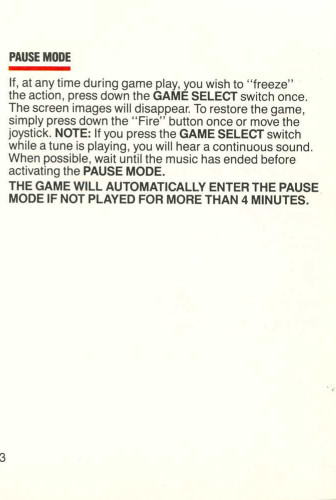 PAUSE MODE
If, at any time during game play, you wish to "freeze"
the action, press down the GAME SELECT switch once.
The screen images will disappear. To restore the game,
simply press down the "Fire" button once or move the
joystick. NOTE: If you press the GAME SELECT switch
while a tune is playing, you will hear a continuous sound.
When possible, wait until the music has ended before
activating the PAUSE MODE.
THE GAME WILL AUTOMATICALLY ENTER THE PAUSE
MODE IF NOT PLAYED FOR MORE THAN 4 MINUTES.
3